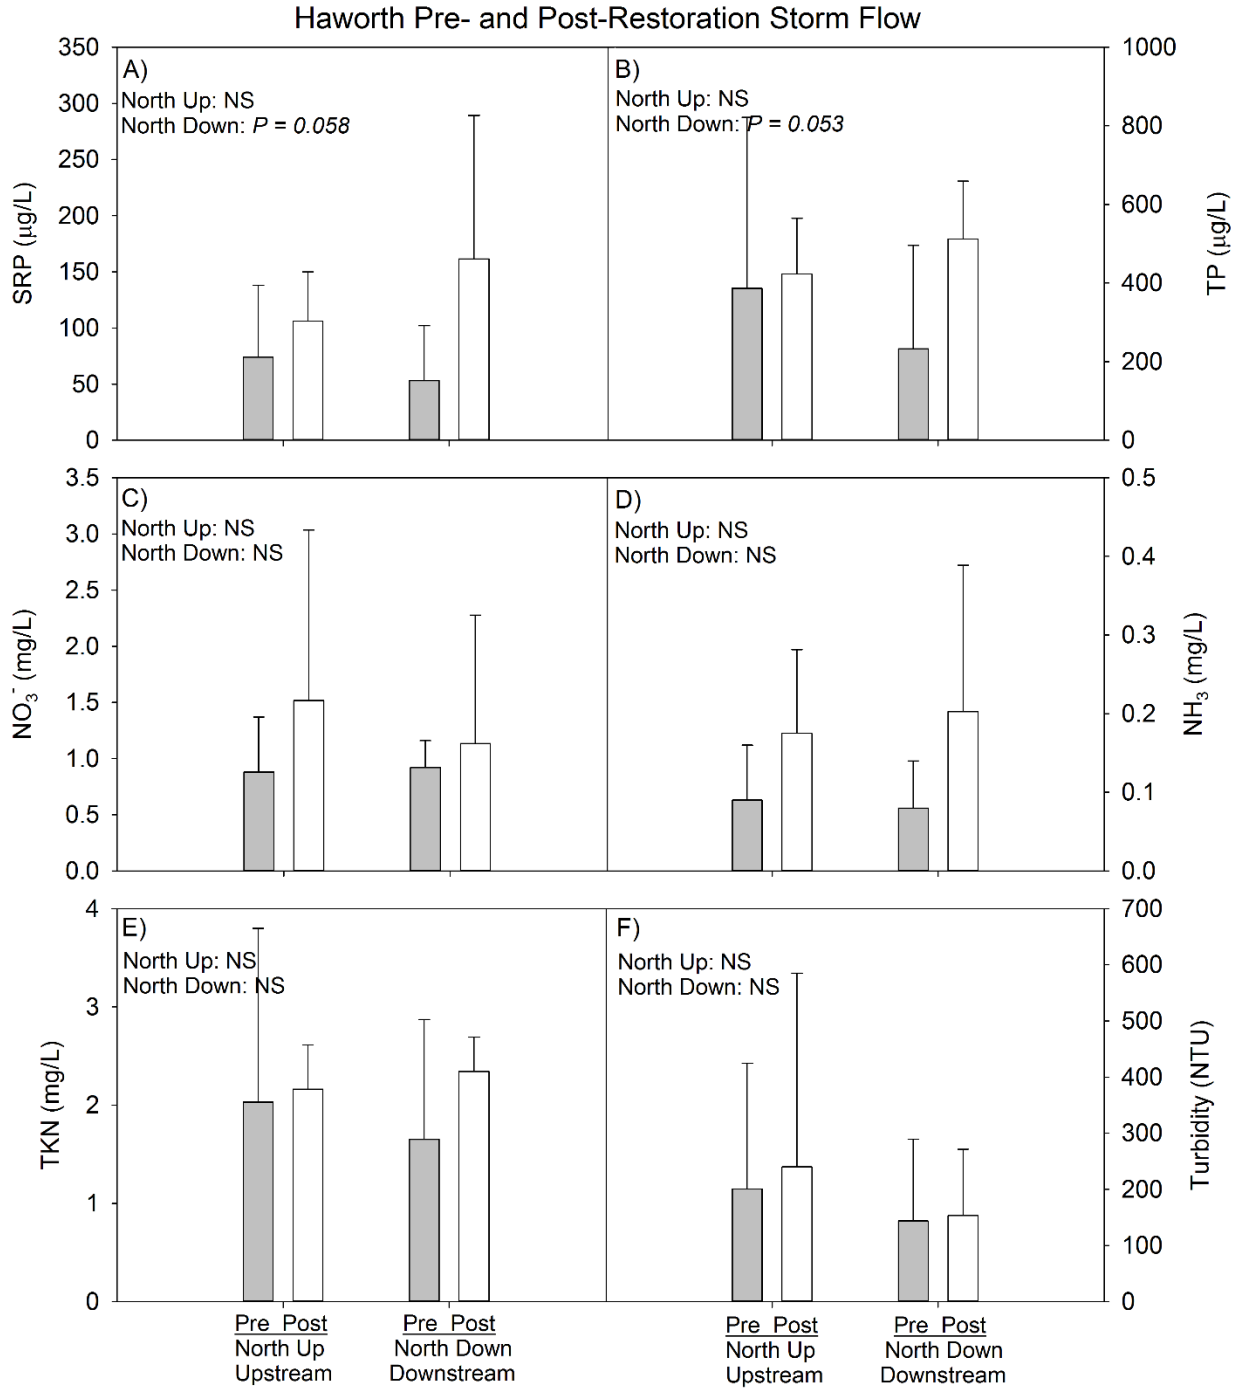 Haworth Pre- and Post-Restoration Storm Flow
A)
North Up: NS
North Down: P = 0.058
350
300
250
200
150
100
50
0
SRP (µg/L)
B)
North Up: NS
North Down: P = 0.053
1000
800
600
400
200
0
TP (µg/L)
C)
North Up: NS
North Down: NS
3.5
3.0
2.5
2.0
1.5
1.0
0.5
0.0
NO₃⁻ (mg/L)
D)
North Up: NS
North Down: NS
0.5
0.4
0.3
0.2
0.1
0.0
NH₃ (mg/L)
E)
North Up: NS
North Down: NS
4
3
2
1
0
TKN (mg/L)
F)
North Up: NS
North Down: NS
700
600
500
400
300
200
100
0
Turbidity (NTU)
Pre Post
North Up
Upstream
Pre Post
North Down
Downstream
Pre Post
North Up
Upstream
Pre Post
North Down
Downstream